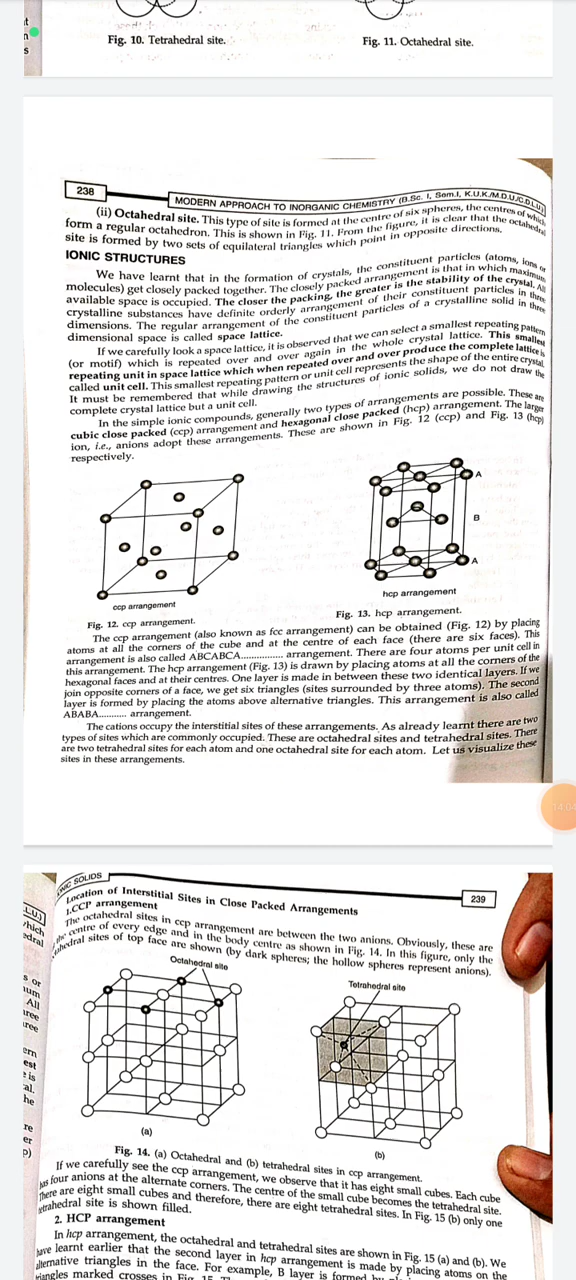 Fig. 10. Tetrahedral site.
Fig. 11. Octahedral site.
238
MODERN APPROACH TO INORGANIC CHEMISTRY (B.Sc. I, Sem.I, K.U.K./M.D.U./C.D.L.U.)
(ii) Octahedral site. This type of site is formed at the centre of six spheres, the centres of which
form a regular octahedron. This is shown in Fig. 11. From the figure, it is clear that the octahedral
site is formed by two sets of equilateral triangles which point in opposite directions.
IONIC STRUCTURES
We have learnt that in the formation of crystals, the constituent particles (atoms, ions or
molecules) get closely packed together. The closely packed arrangement is that in which maximum
available space is occupied. The closer the packing, the greater is the stability of the crystal. All
crystalline substances have definite orderly arrangement of their constituent particles in three
dimensions. The regular arrangement of the constituent particles of a crystalline solid in three
dimensional space is called space lattice.
If we carefully look a space lattice, it is observed that we can select a smallest repeating pattern
(or motif) which is repeated over and over again in the whole crystal lattice. This smallest
repeating unit in space lattice which when repeated over and over produce the complete lattice is
called unit cell. This smallest repeating pattern or unit cell represents the shape of the entire crystal.
It must be remembered that while drawing the structures of ionic solids, we do not draw the
complete crystal lattice but a unit cell.
In the simple ionic compounds, generally two types of arrangements are possible. These are
cubic close packed (ccp) arrangement and hexagonal close packed (hcp) arrangement. The larger
ion, i.e., anions adopt these arrangements. These are shown in Fig. 12 (ccp) and Fig. 13 (hcp)
respectively.
A
B
A
ccp arrangement
hcp arrangement
Fig. 12. ccp arrangement.
Fig. 13. hcp arrangement.
The ccp arrangement (also known as fcc arrangement) can be obtained (Fig. 12) by placing
atoms at all the corners of the cube and at the centre of each face (there are six faces). This
arrangement is also called ABCABCA............... arrangement. There are four atoms per unit cell in
this arrangement. The hcp arrangement (Fig. 13) is drawn by placing atoms at all the corners of the
hexagonal faces and at their centres. One layer is made in between these two identical layers. If we
join opposite corners of a face, we get six triangles (sites surrounded by three atoms). The second
layer is formed by placing the atoms above alternative triangles. This arrangement is also called
ABABA........... arrangement.
The cations occupy the interstitial sites of these arrangements. As already learnt there are two
types of sites which are commonly occupied. These are octahedral sites and tetrahedral sites. There
are two tetrahedral sites for each atom and one octahedral site for each atom. Let us visualize these
sites in these arrangements.
14:04
SOLIDS
239
Location of Interstitial Sites in Close Packed Arrangements
1.CCP arrangement
The octahedral sites in ccp arrangement are between the two anions. Obviously, these are
the centre of every edge and in the body centre as shown in Fig. 14. In this figure, only the
sites of top face are shown (by dark spheres; the hollow spheres represent anions).
Octahedral site
Tetrahedral site
(a)
(b)
Fig. 14. (a) Octahedral and (b) tetrahedral sites in ccp arrangement.
If we carefully see the ccp arrangement, we observe that it has eight small cubes. Each cube
has four anions at the alternate corners. The centre of the small cube becomes the tetrahedral site.
There are eight small cubes and therefore, there are eight tetrahedral sites. In Fig. 15 (b) only one
tetrahedral site is shown filled.
2. HCP arrangement
In hcp arrangement, the octahedral and tetrahedral sites are shown in Fig. 15 (a) and (b). We
have learnt earlier that the second layer in hcp arrangement is made by placing atoms on the
alternative triangles in the face. For example, B layer is formed
triangles marked crosses in Fig. 15.